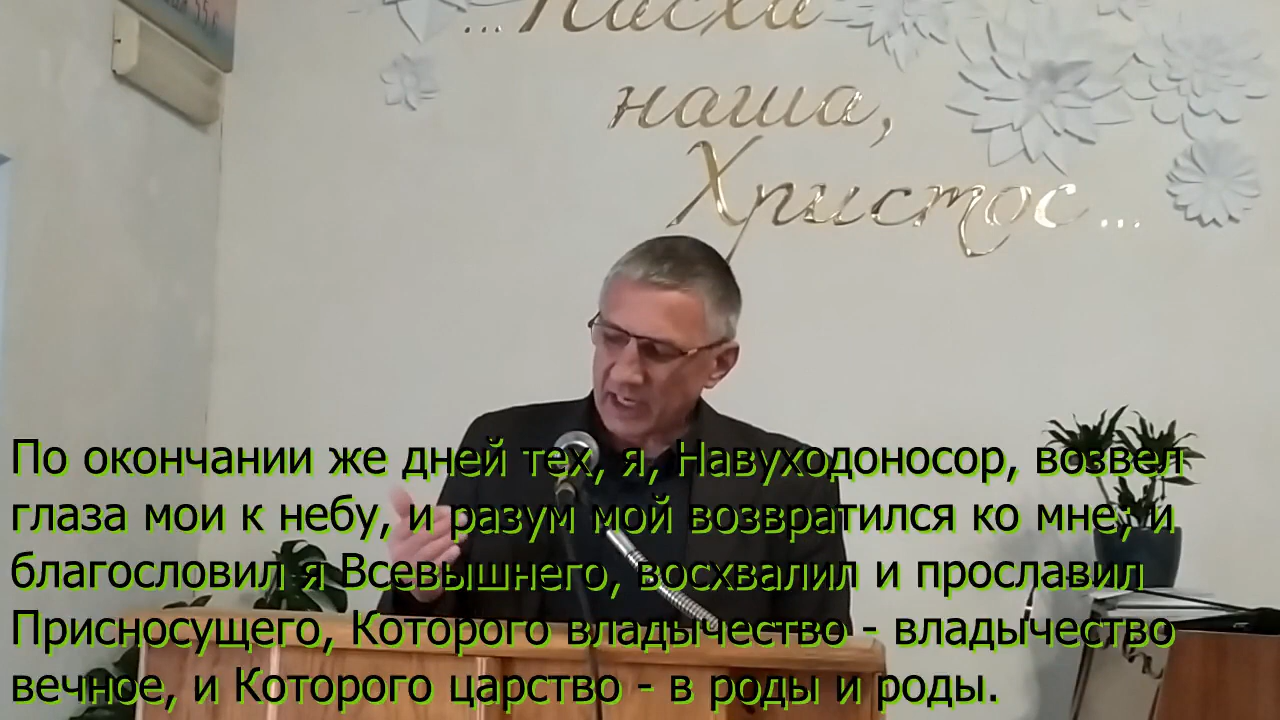 ...Пасха
наша,
Христос...
По окончании же дней тех, я, Навуходоносор, возвел
глаза мои к небу, и разум мой возвратился ко мне; и
благословил я Всевышнего, восхвалил и прославил
Присносущего, Которого владычество - владычество
вечное, и Которого царство - в роды и роды.